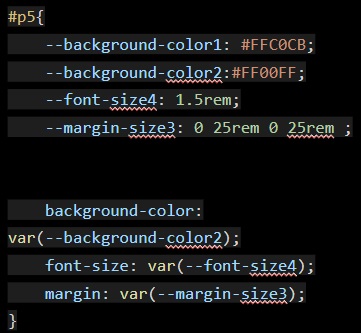 #p5{
--background-color1: #FFC0CB;
--background-color2:#FF00FF;
--font-size4: 1.5rem;
--margin-size3: 0 25rem 0 25rem ;
background-color:
var(--background-color2);
font-size: var(--font-size4);
margin: var(--margin-size3);
}